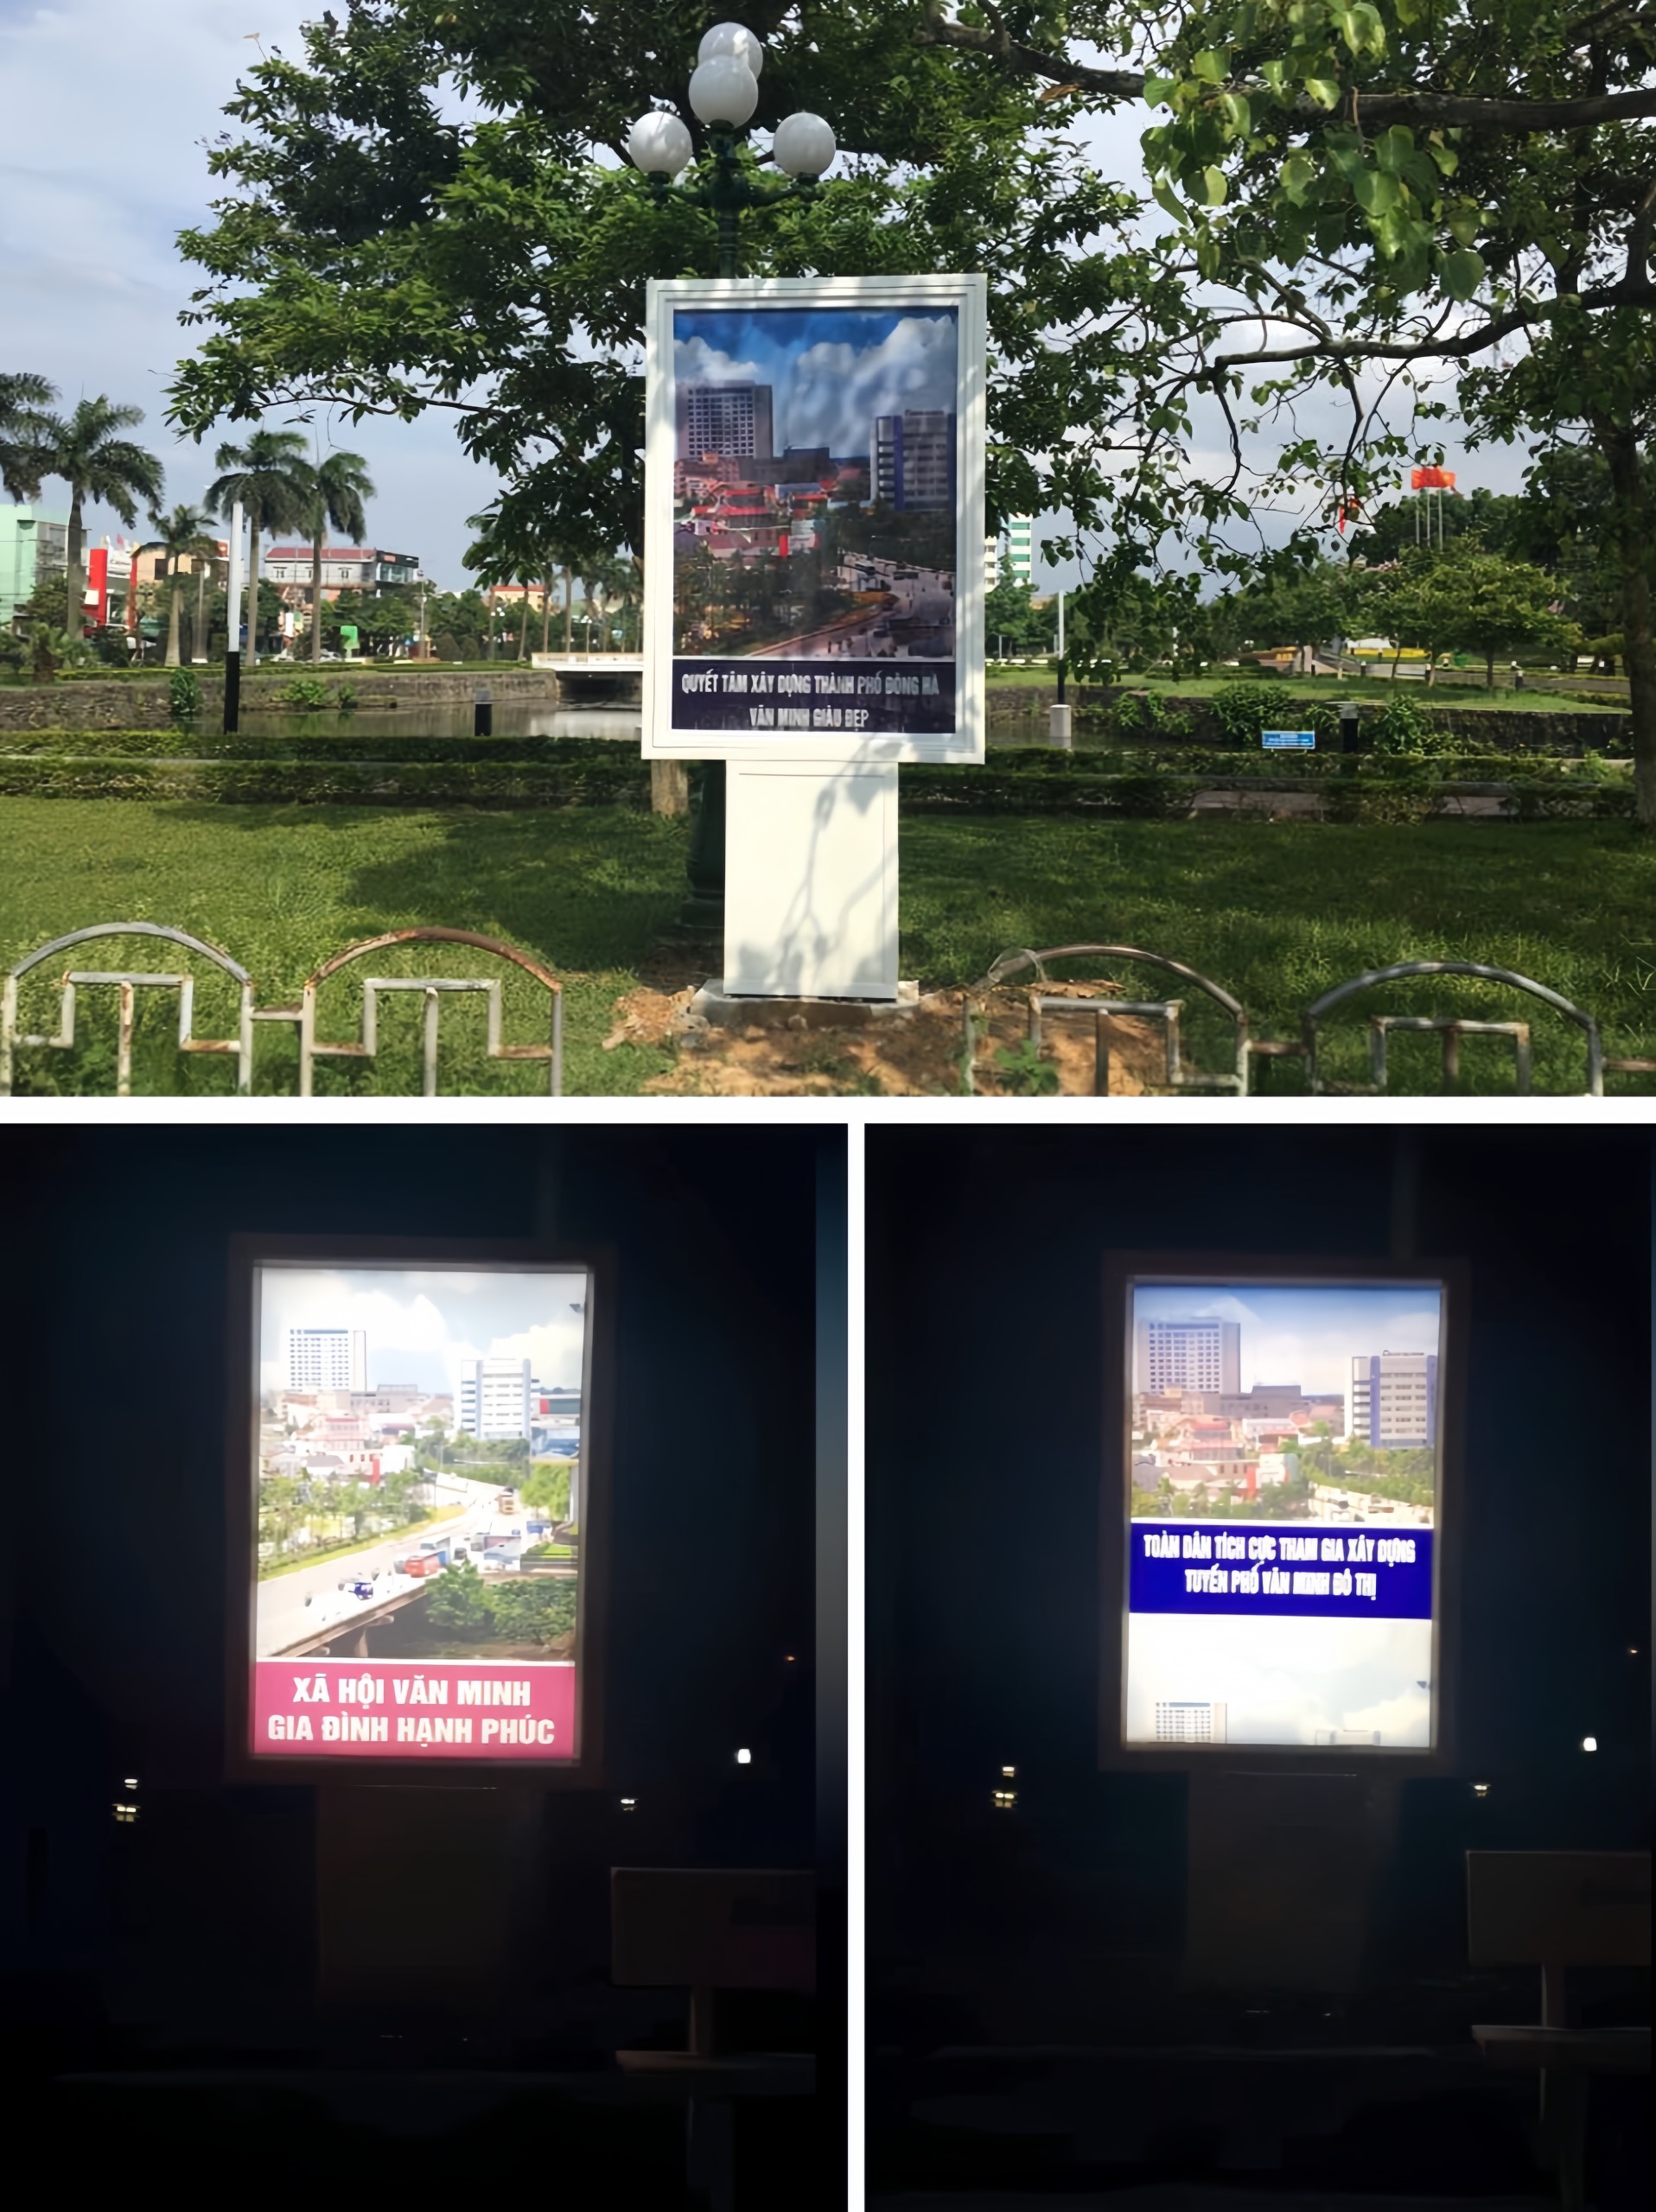 QUYẾT TÂM XÂY DỰNG THÀNH PHỐ ĐÔNG HÀ
VĂN MINH GIÀU ĐẸP
XÃ HỘI VĂN MINH
GIA ĐÌNH HẠNH PHÚC
TOÀN DÂN TÍCH CỰC THAM GIA XÂY DỰNG
TUYẾN PHỐ VĂN MINH ĐÔ THỊ